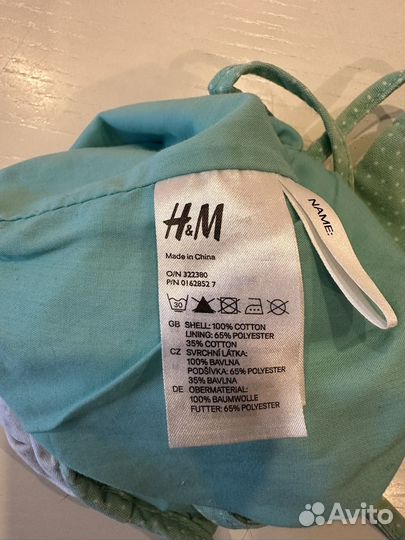 H&M
Made in China
O/N 322380
P/N 0162852 7
30
GB SHELL: 100% COTTON
LINING: 65% POLYESTER
35% COTTON
CZ SVRCHNÍ LÁTKA:
100% BAVLNA
PODŠÍVKA: 65% POLYESTER
35% BAVLNA
DE OBERMATERIAL:
100% BAUMWOLLE
FUTTER: 65% POLYESTER
NAME:
Avito